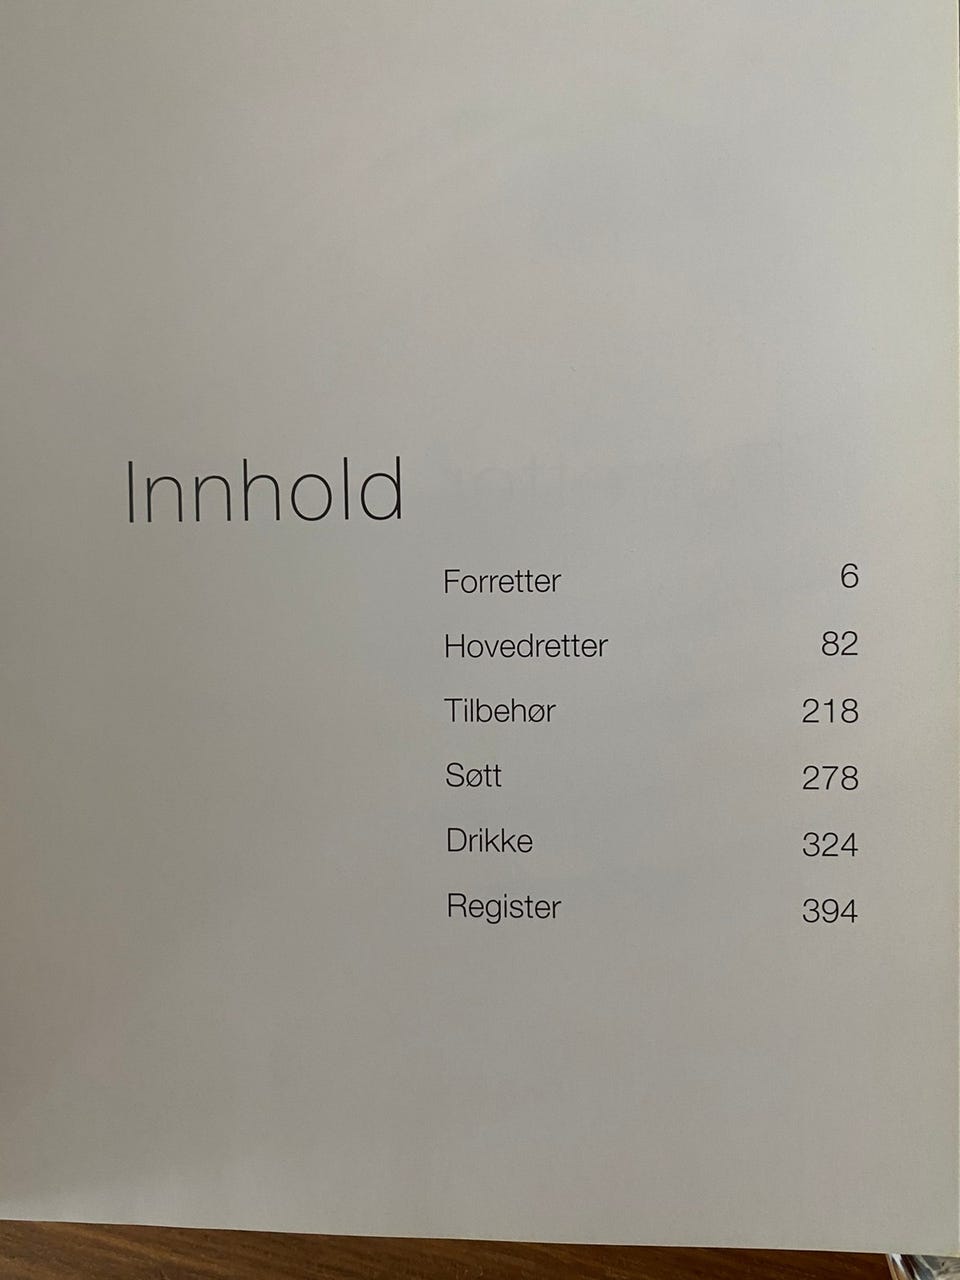 Innhold
Forretter 6
Hovedretter 82
Tilbehør 218
Søtt 278
Drikke 324
Register 394